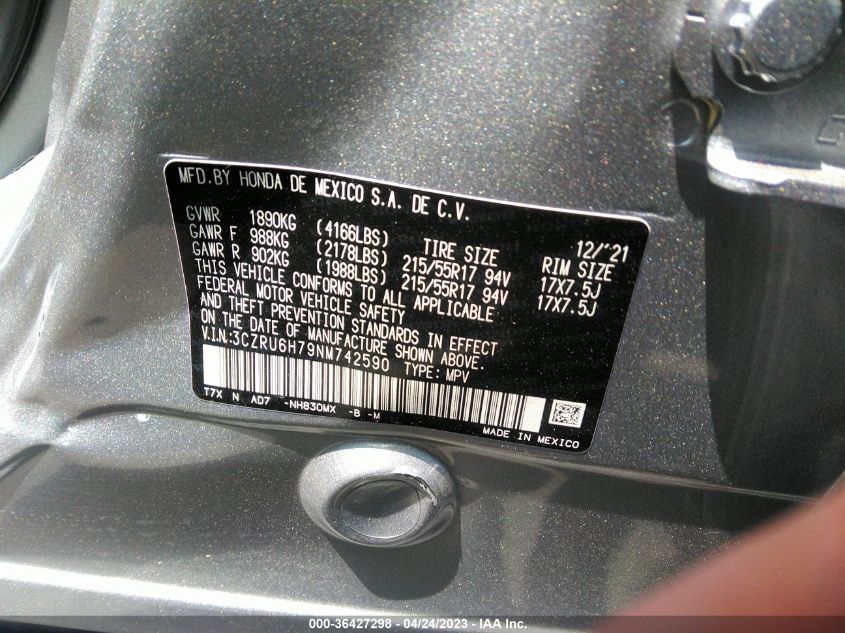 MFD.BY HONDA DE MEXICO S.A. DE C.V.
12/'21
GVWR 1890KG (4166LBS) TIRE SIZE RIM SIZE
GAWR F 988KG (2178LBS) 215/55R17 94V 17X7.5J
GAWR R 902KG (1988LBS) 215/55R17 94V 17X7.5J
THIS VEHICLE CONFORMS TO ALL APPLICABLE
FEDERAL MOTOR VEHICLE SAFETY
AND THEFT PREVENTION STANDARDS IN EFFECT
ON THE DATE OF MANUFACTURE SHOWN ABOVE.
V.I.N.:3CZRU6H79NM742590 TYPE: MPV
T7X N AD7 -NH830MX -B -M
MADE IN MEXICO
000-36427298 - 04/24/2023 - IAA Inc.